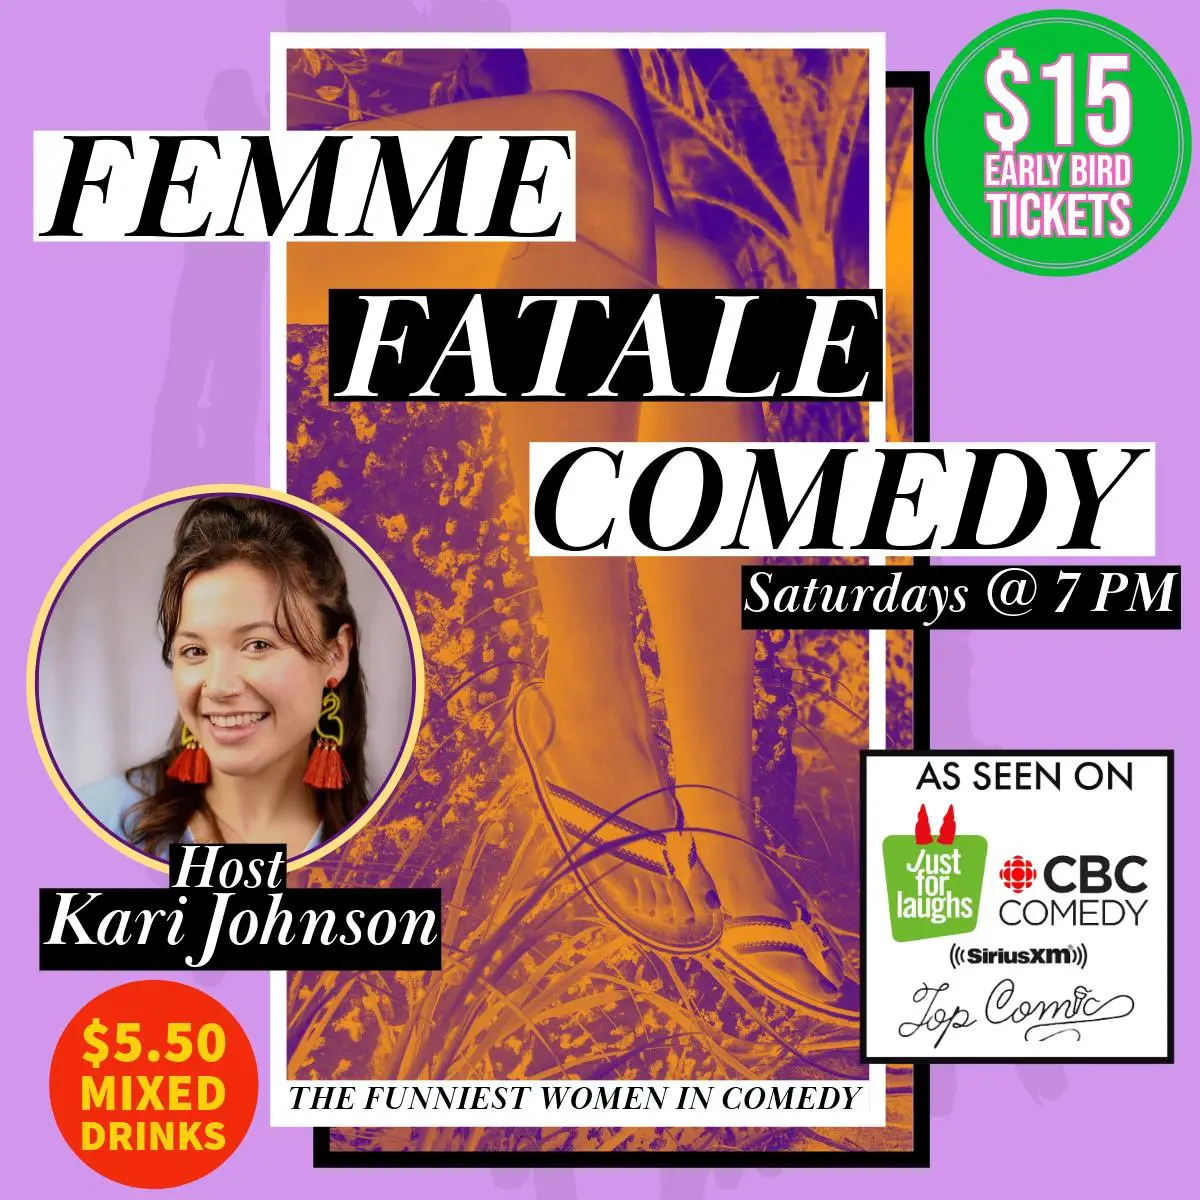 $15
EARLY BIRD
TICKETS
FEMME
FATALE
COMEDY
Saturdays @ 7 PM
Host
Kari Johnson
AS SEEN ON
Just
for
laughs
CBC
COMEDY
SiriusXM
Top Comic
$5.50
MIXED
DRINKS
THE FUNNIEST WOMEN IN COMEDY